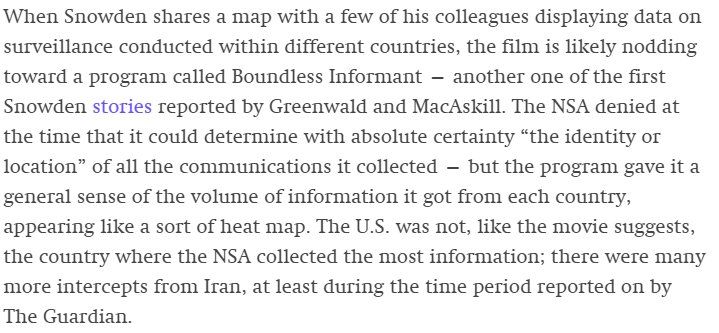 When Snowden shares a map with a few of his colleagues displaying data on
surveillance conducted within different countries, the film is likely nodding
toward a program called Boundless Informant — another one of the first
Snowden stories reported by Greenwald and MacAskill. The NSA denied at
the time that it could determine with absolute certainty “the identity or
location” of all the communications it collected — but the program gave it a
general sense of the volume of information it got from each country,
appearing like a sort of heat map. The U.S. was not, like the movie suggests,
the country where the NSA collected the most information; there were many
more intercepts from Iran, at least during the time period reported on by
The Guardian.